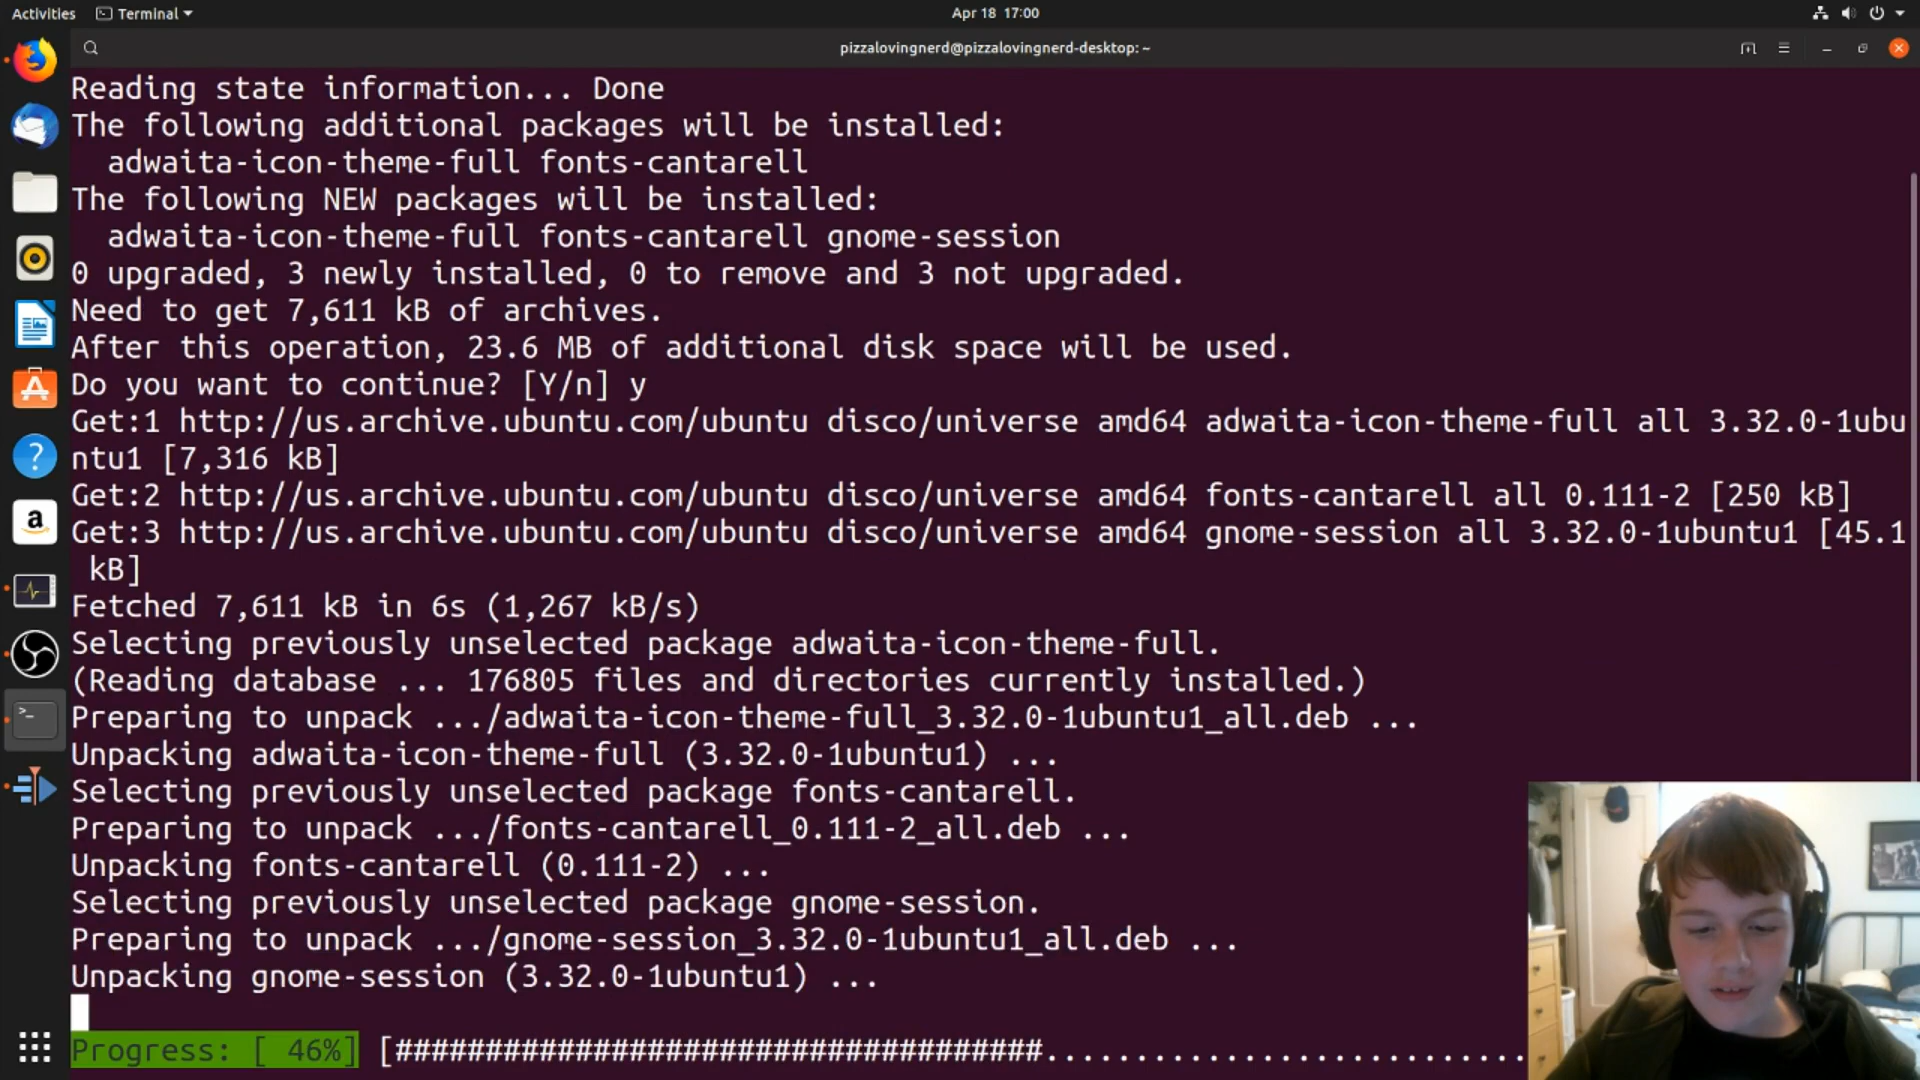 Activities Terminal Apr 18 17:00
pizzalovingnerd@pizzalovingnerd-desktop: ~
Reading state information... Done
The following additional packages will be installed:
adwaita-icon-theme-full fonts-cantarell
The following NEW packages will be installed:
adwaita-icon-theme-full fonts-cantarell gnome-session
0 upgraded, 3 newly installed, 0 to remove and 3 not upgraded.
Need to get 7,611 kB of archives.
After this operation, 23.6 MB of additional disk space will be used.
Do you want to continue? [Y/n] y
Get:1 http://us.archive.ubuntu.com/ubuntu disco/universe amd64 adwaita-icon-theme-full all 3.32.0-1ubu
ntu1 [7,316 kB]
Get:2 http://us.archive.ubuntu.com/ubuntu disco/universe amd64 fonts-cantarell all 0.111-2 [250 kB]
Get:3 http://us.archive.ubuntu.com/ubuntu disco/universe amd64 gnome-session all 3.32.0-1ubuntu1 [45.1
kB]
Fetched 7,611 kB in 6s (1,267 kB/s)
Selecting previously unselected package adwaita-icon-theme-full.
(Reading database ... 176805 files and directories currently installed.)
Preparing to unpack .../adwaita-icon-theme-full_3.32.0-1ubuntu1_all.deb ...
Unpacking adwaita-icon-theme-full (3.32.0-1ubuntu1) ...
Selecting previously unselected package fonts-cantarell.
Preparing to unpack .../fonts-cantarell_0.111-2_all.deb ...
Unpacking fonts-cantarell (0.111-2) ...
Selecting previously unselected package gnome-session.
Preparing to unpack .../gnome-session_3.32.0-1ubuntu1_all.deb ...
Unpacking gnome-session (3.32.0-1ubuntu1) ...
Progress: [ 46%] [####################################...........................